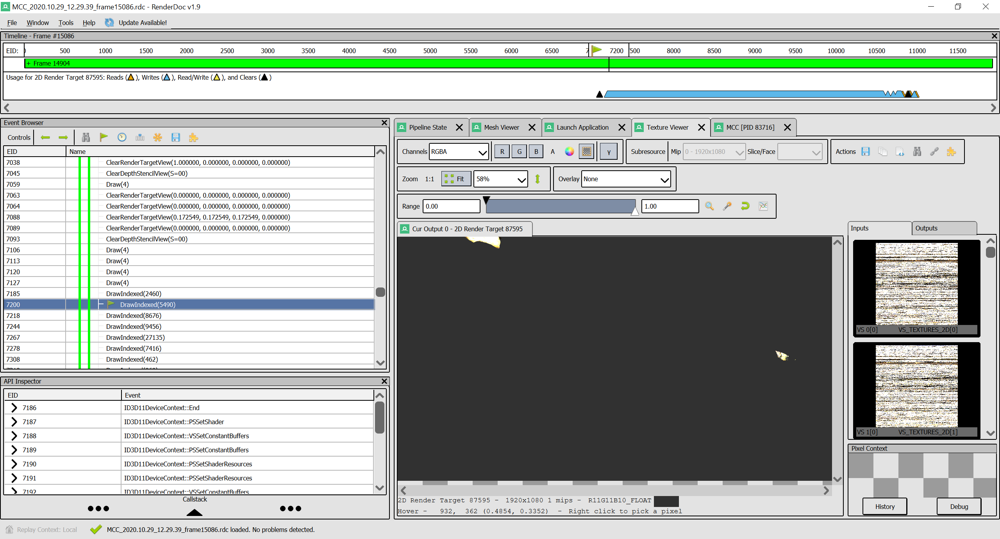 MCC_2020.10.29_12.29.39_frame15086.rdc - RenderDoc v1.9
File Window Tools Help Update Available!
Timeline - Frame #15086
EID: 500 1000 1500 2000 2500 3000 3500 4000 4500 5000 5500 6000 6500 7 7200 500 8000 8500 9000 9500 10000 10500 11000 11500
+ Frame 14904
Usage for 2D Render Target 87595: Reads ( ), Writes ( ), Read/Write ( ), and Clears ( )
Event Browser
Controls
EID Name
7038 ClearRenderTargetView(1.000000, 0.000000, 0.000000, 0.000000)
7045 ClearDepthStencilView(S=00)
7059 Draw(4)
7063 ClearRenderTargetView(0.000000, 0.000000, 0.000000, 0.000000)
7064 ClearRenderTargetView(0.000000, 0.000000, 0.000000, 0.000000)
7088 ClearRenderTargetView(0.172549, 0.172549, 0.172549, 0.000000)
7089 ClearRenderTargetView(0.000000, 0.000000, 0.000000, 0.000000)
7093 ClearDepthStencilView(S=00)
7106 Draw(4)
7113 Draw(4)
7120 Draw(4)
7127 Draw(4)
7185 DrawIndexed(2460)
7200 DrawIndexed(5490)
7218 DrawIndexed(8676)
7244 DrawIndexed(9456)
7267 DrawIndexed(27135)
7278 DrawIndexed(7416)
7308 DrawIndexed(462)
API Inspector
EID Event
7186 ID3D11DeviceContext::End
7187 ID3D11DeviceContext::PSSetShader
7188 ID3D11DeviceContext::VSSetConstantBuffers
7189 ID3D11DeviceContext::PSSetConstantBuffers
7190 ID3D11DeviceContext::PSSetShaderResources
7191 ID3D11DeviceContext::PSSetShaderResources
7192 ID3D11DeviceContext::VSSetConstantBuffers
Callstack
Pipeline State Mesh Viewer Launch Application Texture Viewer MCC [PID 83716]
Channels RGBA R G B A γ Subresource Mip 0 - 1920x1080 Slice/Face Actions
Zoom 1:1 Fit 58% Overlay None
Range 0.00 1.00
Cur Output 0 - 2D Render Target 87595
Inputs Outputs
VS 0[0] VS_TEXTURES_2D[0]
VS 1[0] VS_TEXTURES_2D[1]
Pixel Context
History Debug
2D Render Target 87595 - 1920x1080 1 mips - R11G11B10_FLOAT
Hover - 932, 362 (0.4854, 0.3352) - Right click to pick a pixel
Replay Context: Local MCC_2020.10.29_12.29.39_frame15086.rdc loaded. No problems detected.